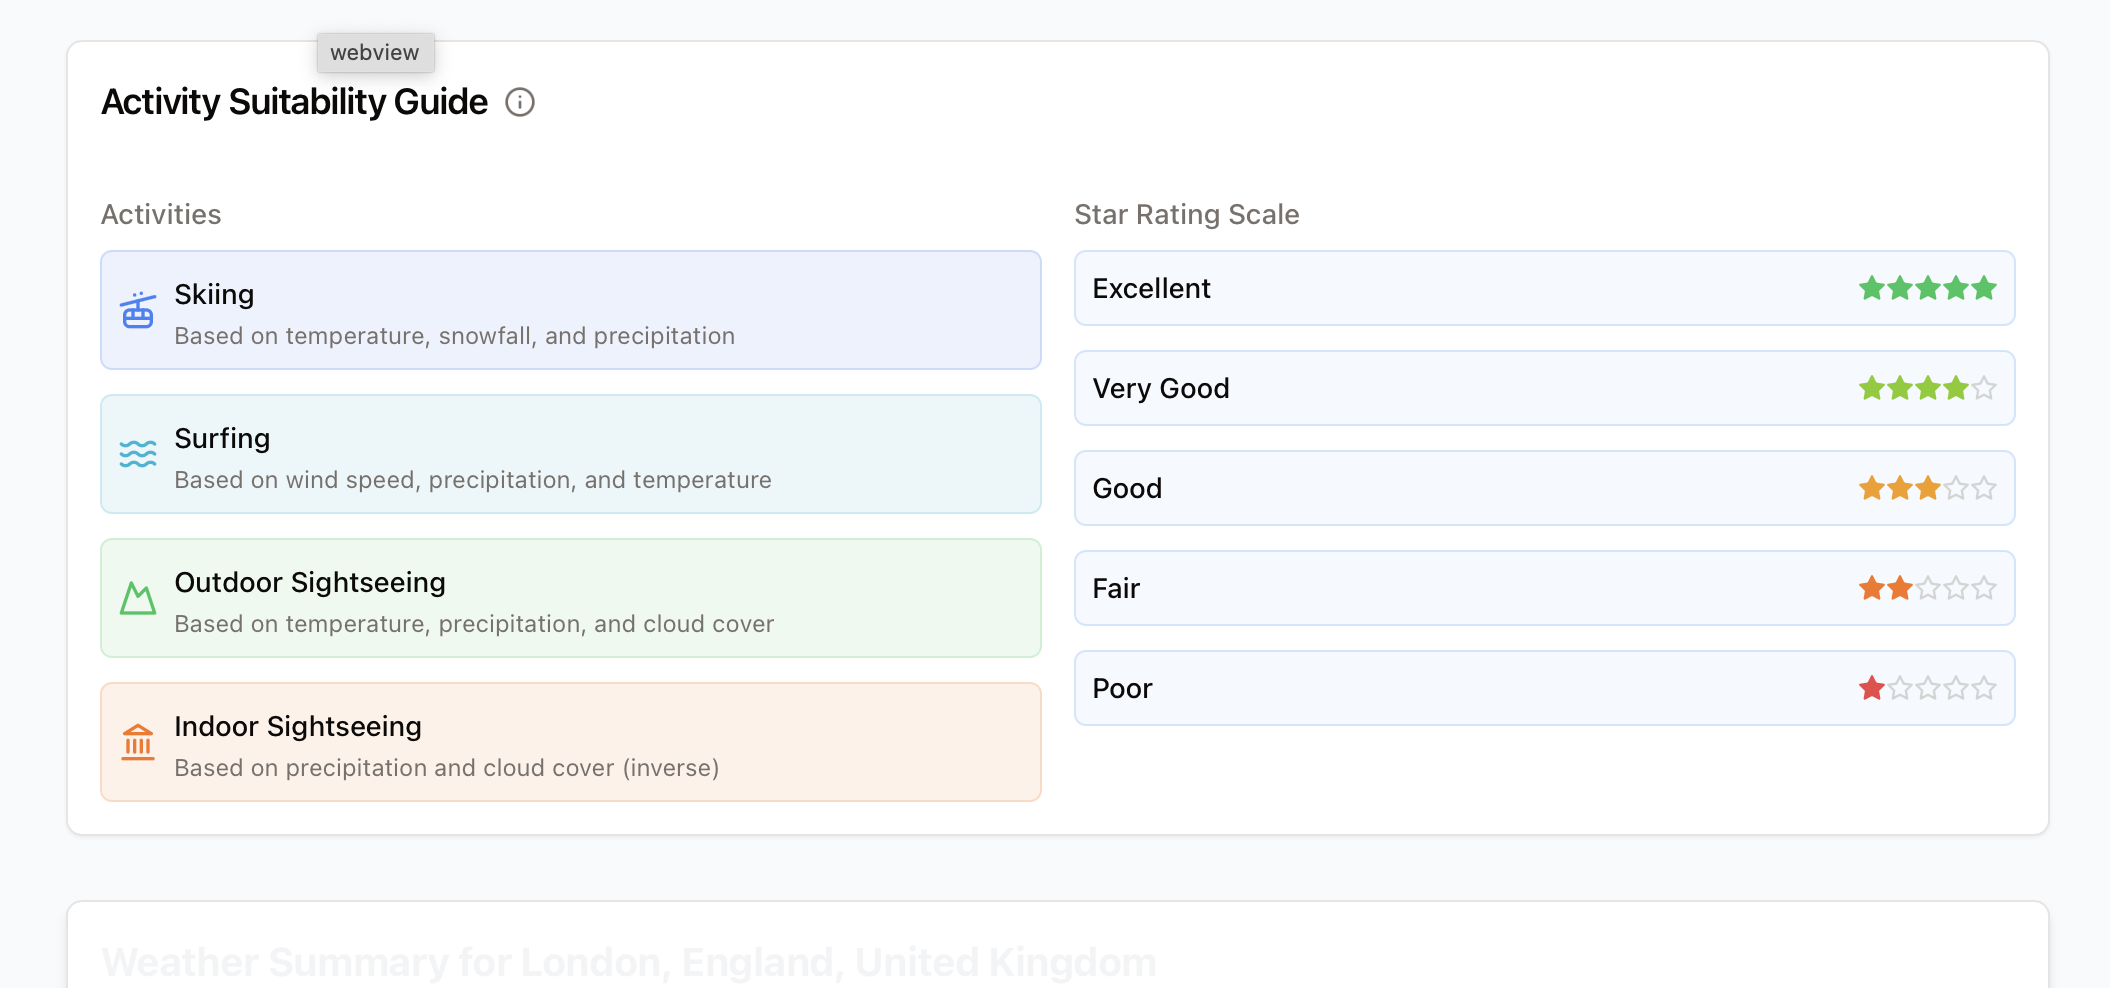 webview
Activity Suitability Guide
Activities
Skiing
Based on temperature, snowfall, and precipitation
Surfing
Based on wind speed, precipitation, and temperature
Outdoor Sightseeing
Based on temperature, precipitation, and cloud cover
Indoor Sightseeing
Based on precipitation and cloud cover (inverse)
Star Rating Scale
Excellent
Very Good
Good
Fair
Poor
Weather Summary for London, England, United Kingdom